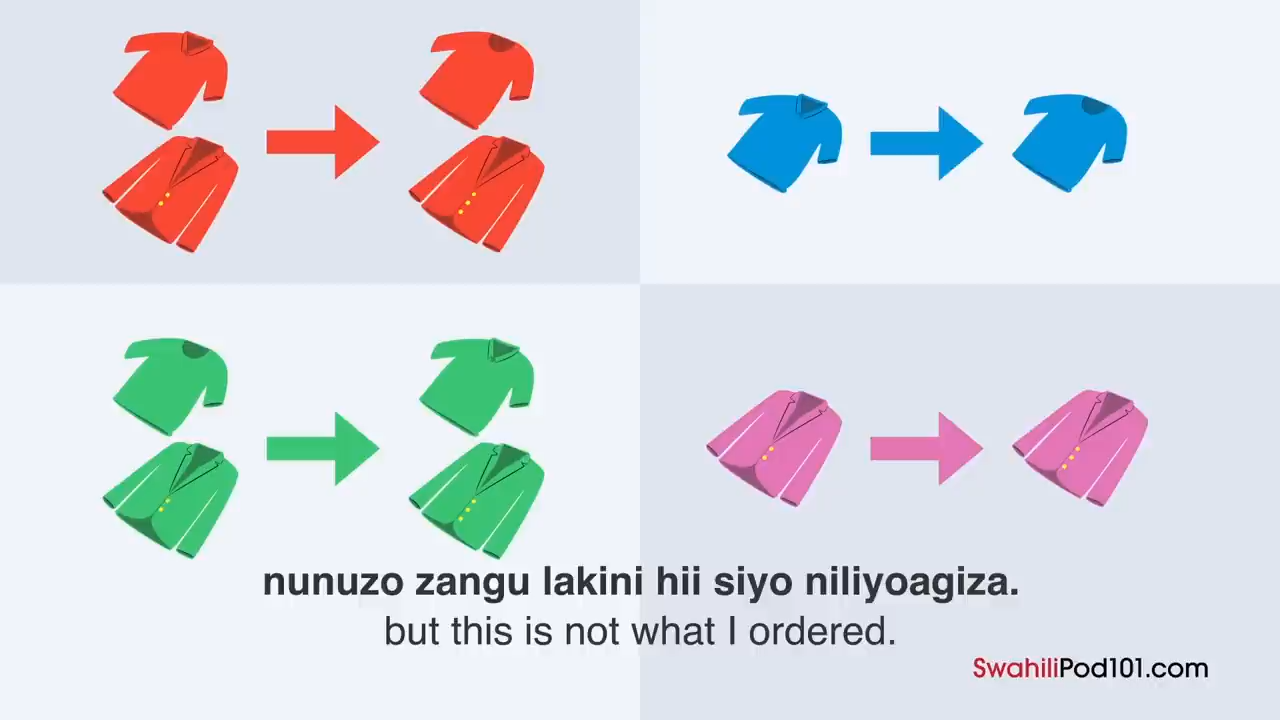 nunuzo zangu lakini hii siyo niliyoagiza.
but this is not what I ordered.
SwahiliPod101.com